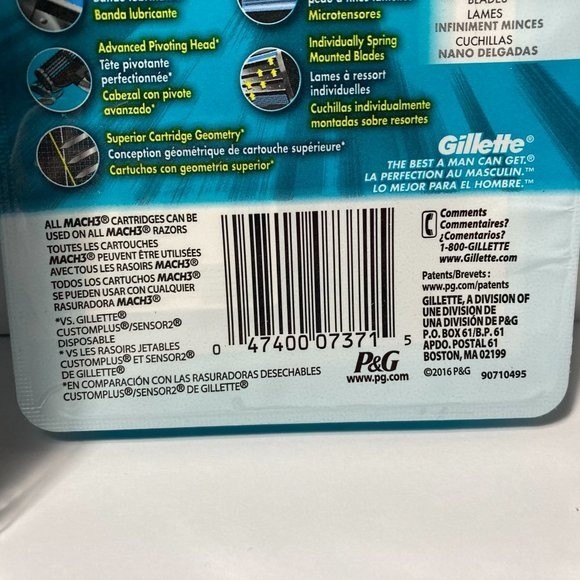 Banda lubricante
Microtensores
BLADES
LAMES
INFINIMENT MINCES
CUCHILLAS
NANO DELGADAS
Advanced Pivoting Head*
Tête pivotante
perfectionnée*
Cabezal con pivote
avanzado*
Individually Spring
Mounted Blades
Lames à ressort
individuelles
Cuchillas individualmente
montadas sobre resortes
Superior Cartridge Geometry*
Conception géométrique de cartouche supérieure*
Cartuchos con geometria superior*
Gillette®
THE BEST A MAN CAN GET.®
LA PERFECTION AU MASCULIN.™
LO MEJOR PARA EL HOMBRE.™
ALL MACH3® CARTRIDGES CAN BE
USED ON ALL MACH3® RAZORS
TOUTES LES CARTOUCHES
MACH3® PEUVENT ÊTRE UTILISÉES
AVEC TOUS LES RASOIRS MACH3®
TODOS LOS CARTUCHOS MACH3®
SE PUEDEN USAR CON CUALQUIER
RASURADORA MACH3®
*VS. GILLETTE®
CUSTOMPLUS®/SENSOR2®
DISPOSABLE
* VS LES RASOIRS JETABLES
CUSTOMPLUS® ET SENSOR2®
DE GILLETTE®
*EN COMPARACIÓN CON LAS RASURADORAS DESECHABLES
CUSTOMPLUS®/SENSOR2® DE GILLETTE®
0 47400 07371 5
P&G
www.pg.com
Comments
Commentaires?
¿Comentarios?
1-800-GILLETTE
www.Gillette.com
Patents/Brevets :
www.pg.com/patents
GILLETTE, A DIVISION OF
UNE DIVISION DE
UNA DIVISIÓN DE P&G
P.O. BOX 61/B.P. 61
APDO. POSTAL 61
BOSTON, MA 02199
©2016 P&G 90710495